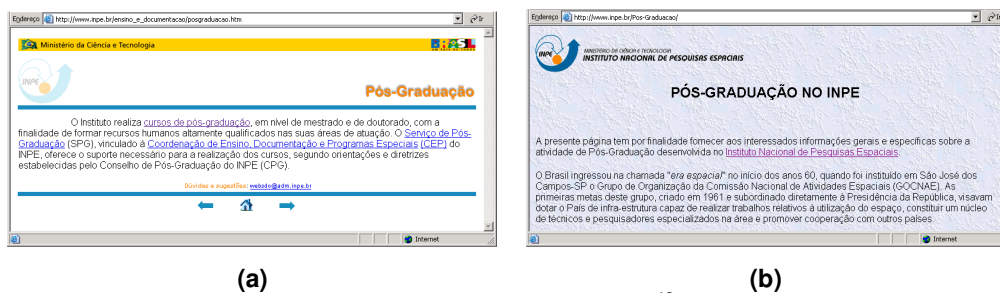 Endereço http://www.inpe.br/ensino_e_documentacao/posgraduacao.htm Ir
Ministério da Ciência e Tecnologia
BRASIL
INPE
Pós-Graduação
O Instituto realiza cursos de pós-graduação, em nível de mestrado e de doutorado, com a
finalidade de formar recursos humanos altamente qualificados nas suas áreas de atuação. O Serviço de Pós-
Graduação (SPG), vinculado à Coordenação de Ensino, Documentação e Programas Especiais (CEP) do
INPE, oferece o suporte necessário para a realização dos cursos, segundo orientações e diretrizes
estabelecidas pelo Conselho de Pós-Graduação do INPE (CPG).
Dúvidas e sugestões: websdo@adm.inpe.br
Internet
(a)
Endereço http://www.inpe.br/Pos-Graduacao/ Ir
INPE
MINISTÉRIO DA CIÊNCIA E TECNOLOGIA
INSTITUTO NACIONAL DE PESQUISAS ESPACIAIS
PÓS-GRADUAÇÃO NO INPE
A presente página tem por finalidade fornecer aos interessados informações gerais e específicas sobre a
atividade de Pós-Graduação desenvolvida no Instituto Nacional de Pesquisas Espaciais.
O Brasil ingressou na chamada "era espacial" no início dos anos 60, quando foi instituído em São José dos
Campos-SP o Grupo de Organização da Comissão Nacional de Atividades Espaciais (GOCNAE). As
primeiras metas deste grupo, criado em 1961 e subordinado diretamente à Presidência da República, visavam
dotar o País de infra-estrutura capaz de realizar trabalhos relativos à utilização do espaço, constituir um núcleo
de técnicos e pesquisadores especializados na área e promover cooperação com outros países.
Internet
(b)